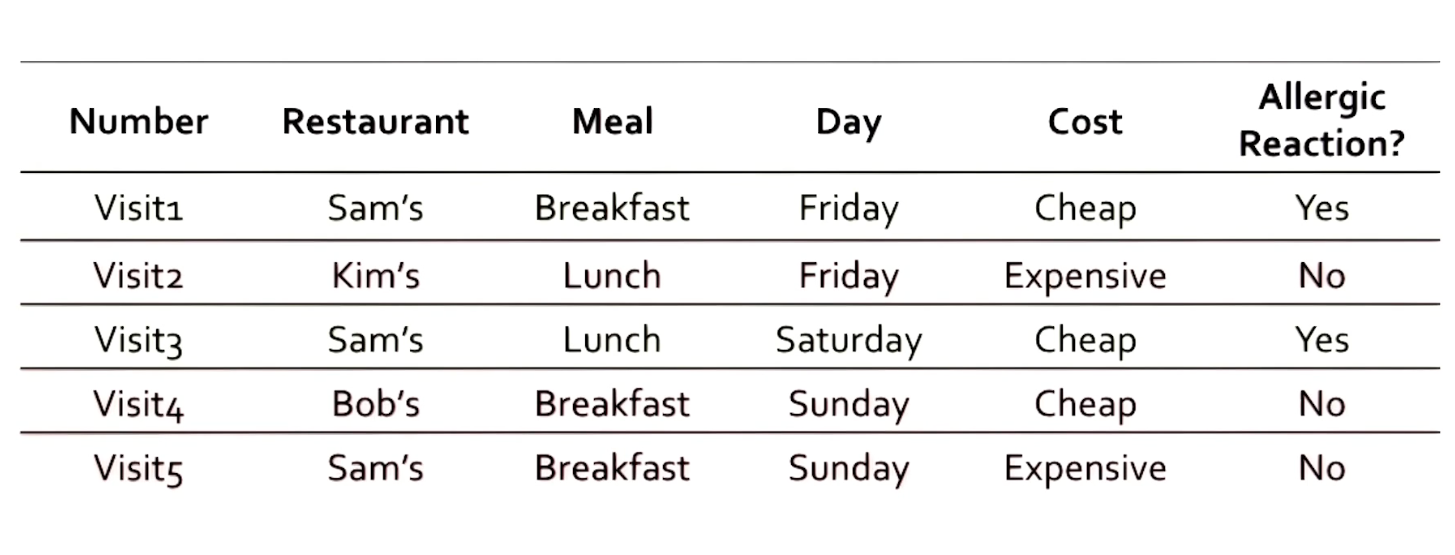 Number Restaurant Meal Day Cost Allergic Reaction?
Visit1 Sam's Breakfast Friday Cheap Yes
Visit2 Kim's Lunch Friday Expensive No
Visit3 Sam's Lunch Saturday Cheap Yes
Visit4 Bob's Breakfast Sunday Cheap No
Visit5 Sam's Breakfast Sunday Expensive No